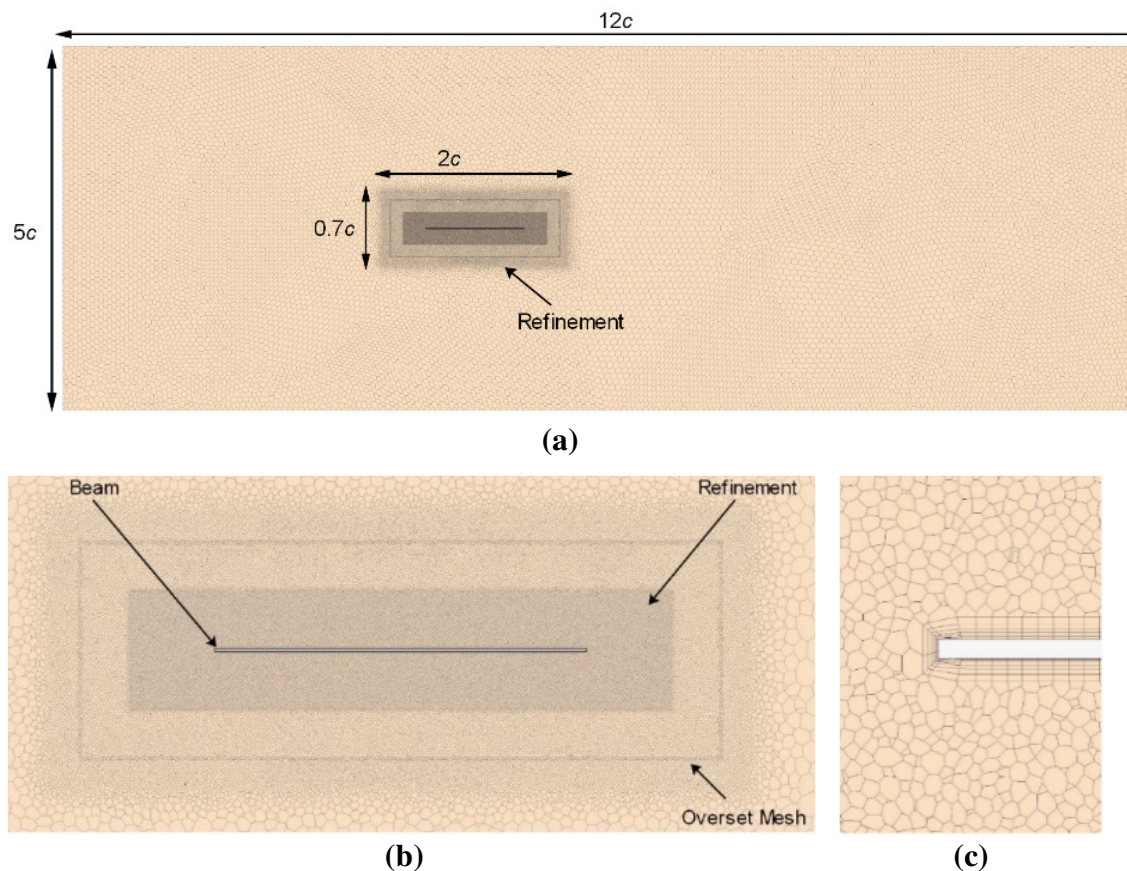 12c
5c
2c
0.7c
Refinement
(a)
Beam
Refinement
Overset Mesh
(b)
(c)